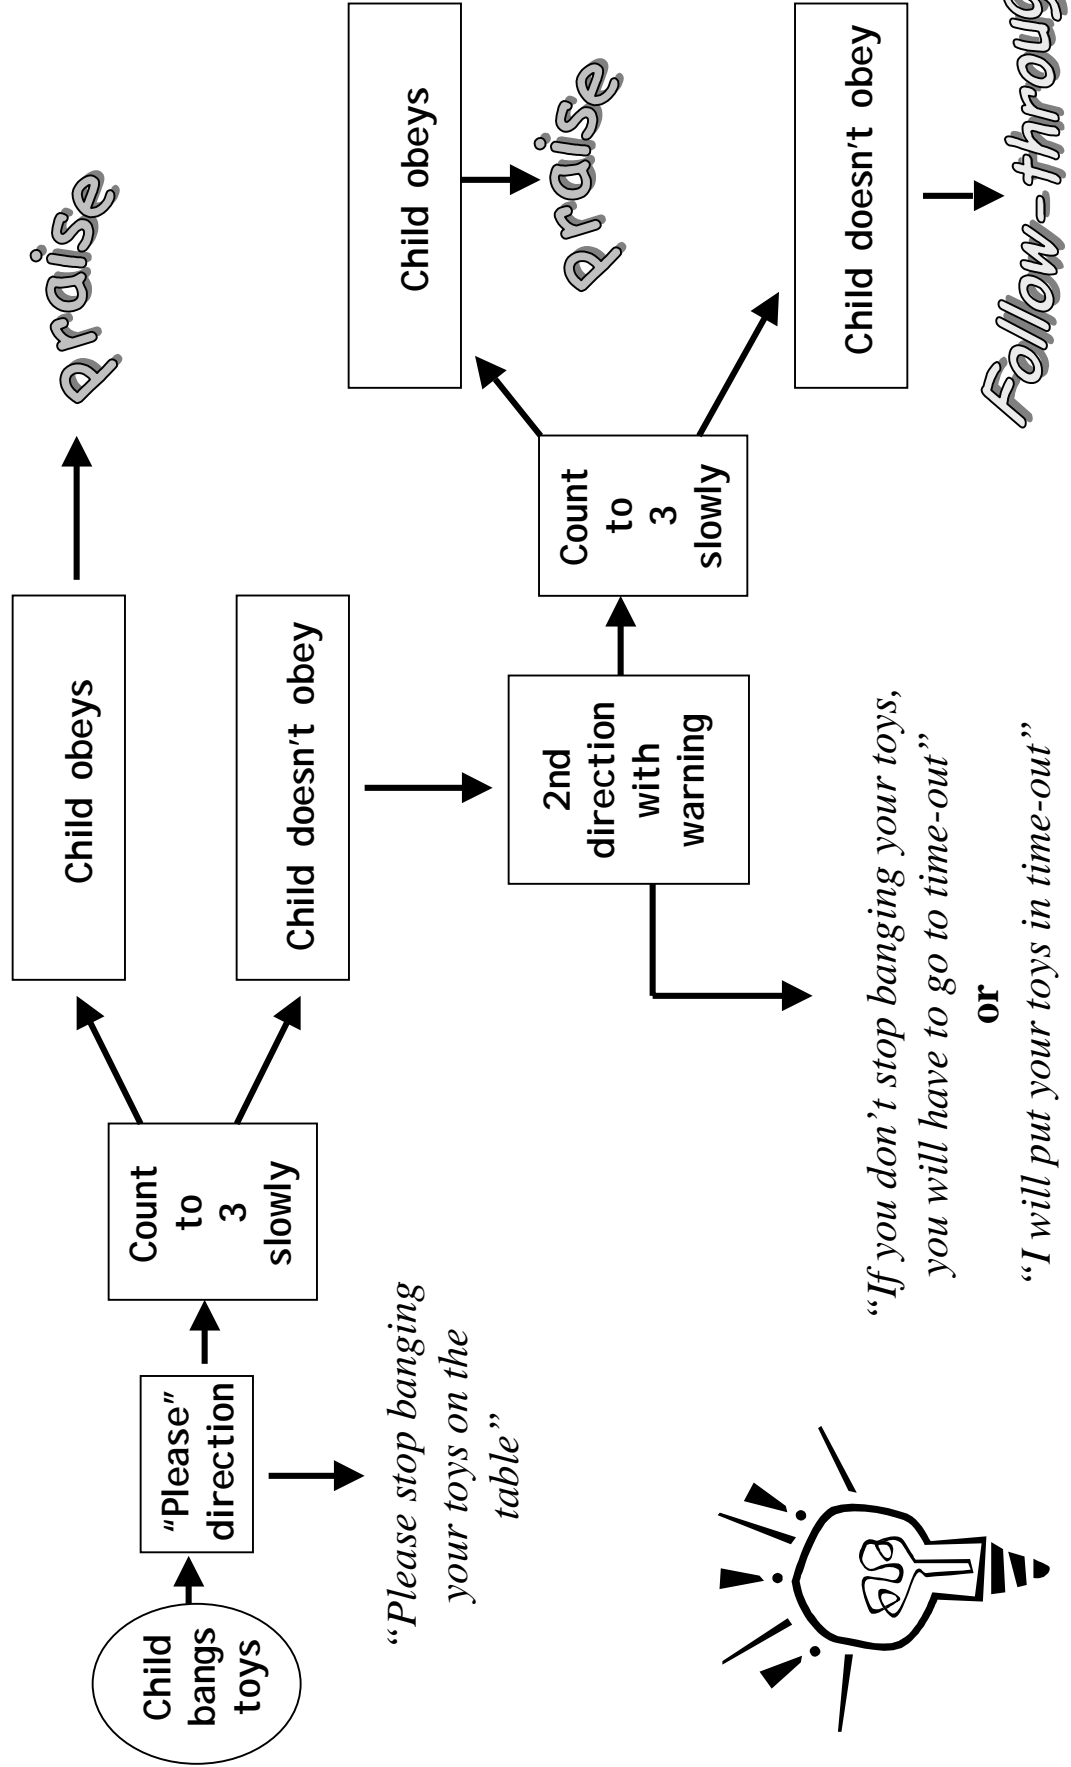 Child
bangs
toys
“Please”
direction
“Please stop banging
your toys on the
table”
Count
to
3
slowly
Child obeys
Praise
Child doesn’t obey
2nd
direction
with
warning
“If you don’t stop banging your toys,
you will have to go to time-out”
or
“I will put your toys in time-out”
Count
to
3
slowly
Child obeys
Praise
Child doesn’t obey
Follow-throug